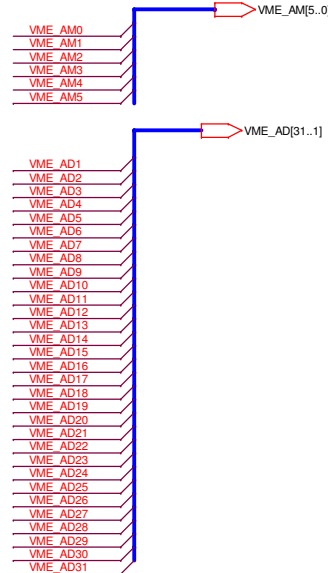 VME_AM[5..0]
VME_AM0
VME_AM1
VME_AM2
VME_AM3
VME_AM4
VME_AM5
VME_AD[31..1]
VME_AD1
VME_AD2
VME_AD3
VME_AD4
VME_AD5
VME_AD6
VME_AD7
VME_AD8
VME_AD9
VME_AD10
VME_AD11
VME_AD12
VME_AD13
VME_AD14
VME_AD15
VME_AD16
VME_AD17
VME_AD18
VME_AD19
VME_AD20
VME_AD21
VME_AD22
VME_AD23
VME_AD24
VME_AD25
VME_AD26
VME_AD27
VME_AD28
VME_AD29
VME_AD30
VME_AD31